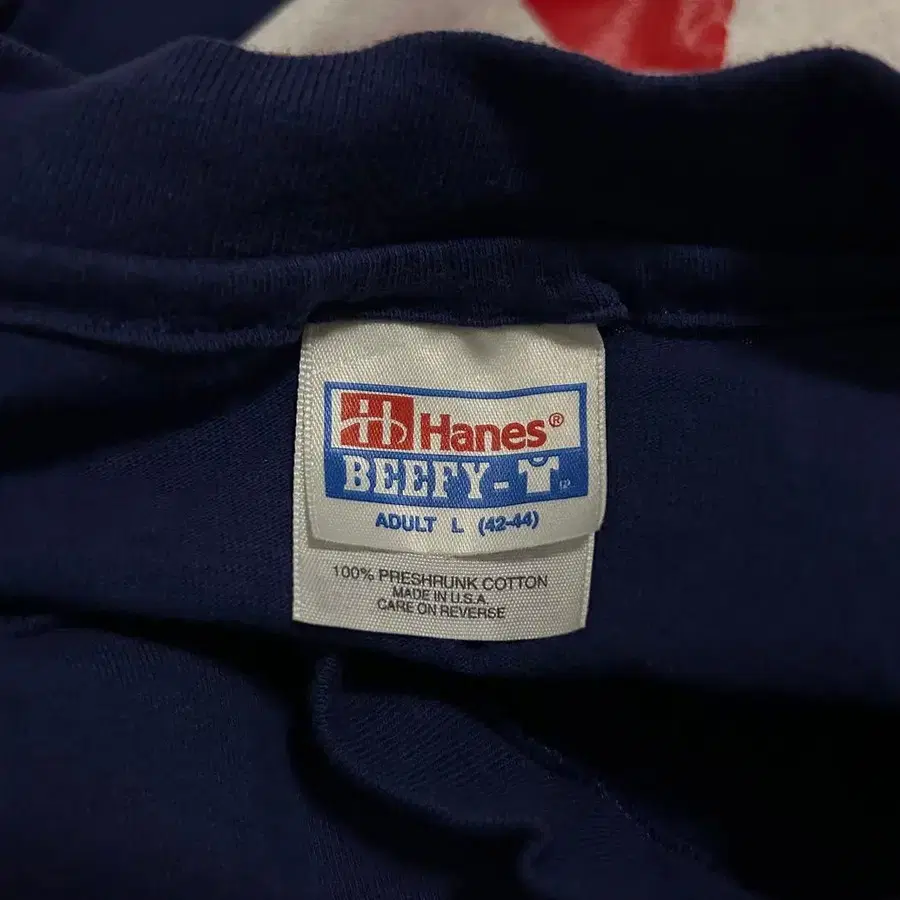 Hanes®
BEEFY-T
ADULT L (42-44)
100% PRESHRUNK COTTON
MADE IN U.S.A
CARE ON REVERSE